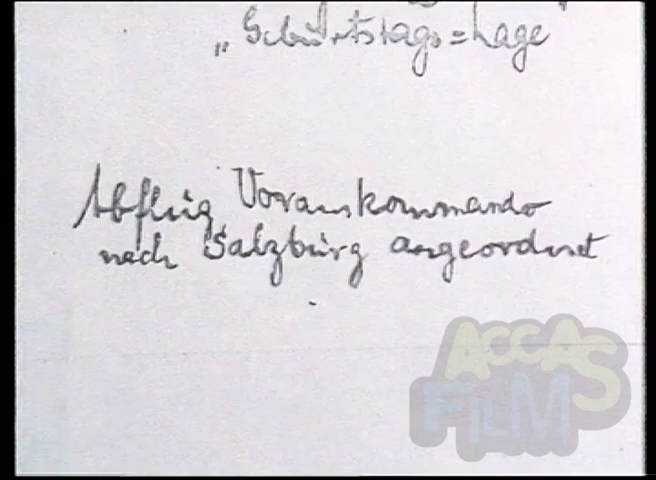 „Geburtstags=Lage"
Abflug Vorauskommando
nach Salzburg angeordnet
ACCAS
FILM